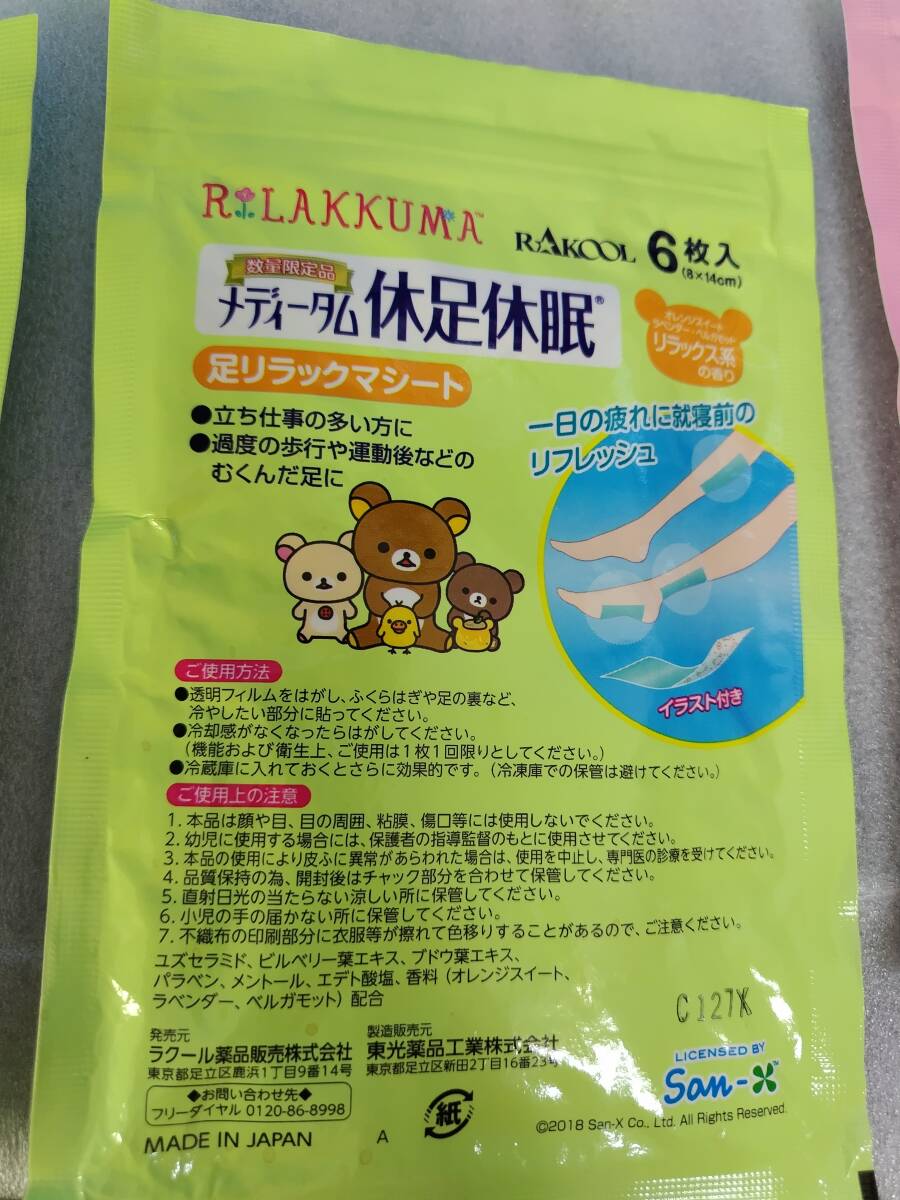 RILAKKUMA™
RAKOOL 6枚入
(8×14cm)
数量限定品
メディータム 休足休眠®
オレンジスイート
ラベンダー・ベルガモット
リラックス系
の香り
足リラックマシート
●立ち仕事の多い方に
●過度の歩行や運動後などの
むくんだ足に
一日の疲れに就寝前の
リフレッシュ
イラスト付き
ご使用方法
●透明フィルムをはがし、ふくらはぎや足の裏など、
冷やしたい部分に貼ってください。
●冷却感がなくなったらはがしてください。
(機能および衛生上、ご使用は1枚1回限りとしてください。)
●冷蔵庫に入れておくとさらに効果的です。(冷凍庫での保管は避けてください。)
ご使用上の注意
1. 本品は顔や目、目の周囲、粘膜、傷口等には使用しないでください。
2. 幼児に使用する場合には、保護者の指導監督のもとに使用させてください。
3. 本品の使用により皮ふに異常があらわれた場合は、使用を中止し、専門医の診療を受けてください。
4. 品質保持の為、開封後はチャック部分を合わせて保管してください。
5. 直射日光の当たらない涼しい所に保管してください。
6. 小児の手の届かない所に保管してください。
7. 不織布の印刷部分に衣服等が擦れて色移りすることがあるので、ご注意ください。
ユズセラミド、ビルベリー葉エキス、ブドウ葉エキス、
パラベン、メントール、エデト酸塩、香料(オレンジスイート、
ラベンダー、ベルガモット)配合
C127X
発売元
ラクール薬品販売株式会社
東京都足立区鹿浜1丁目9番14号
製造販売元
東光薬品工業株式会社
東京都足立区新田2丁目16番23号
◆お問い合わせ先◆
フリーダイヤル 0120-86-8998
MADE IN JAPAN
A
紙
LICENSED BY
San-X
©2018 San-X Co., Ltd. All Rights Reserved.